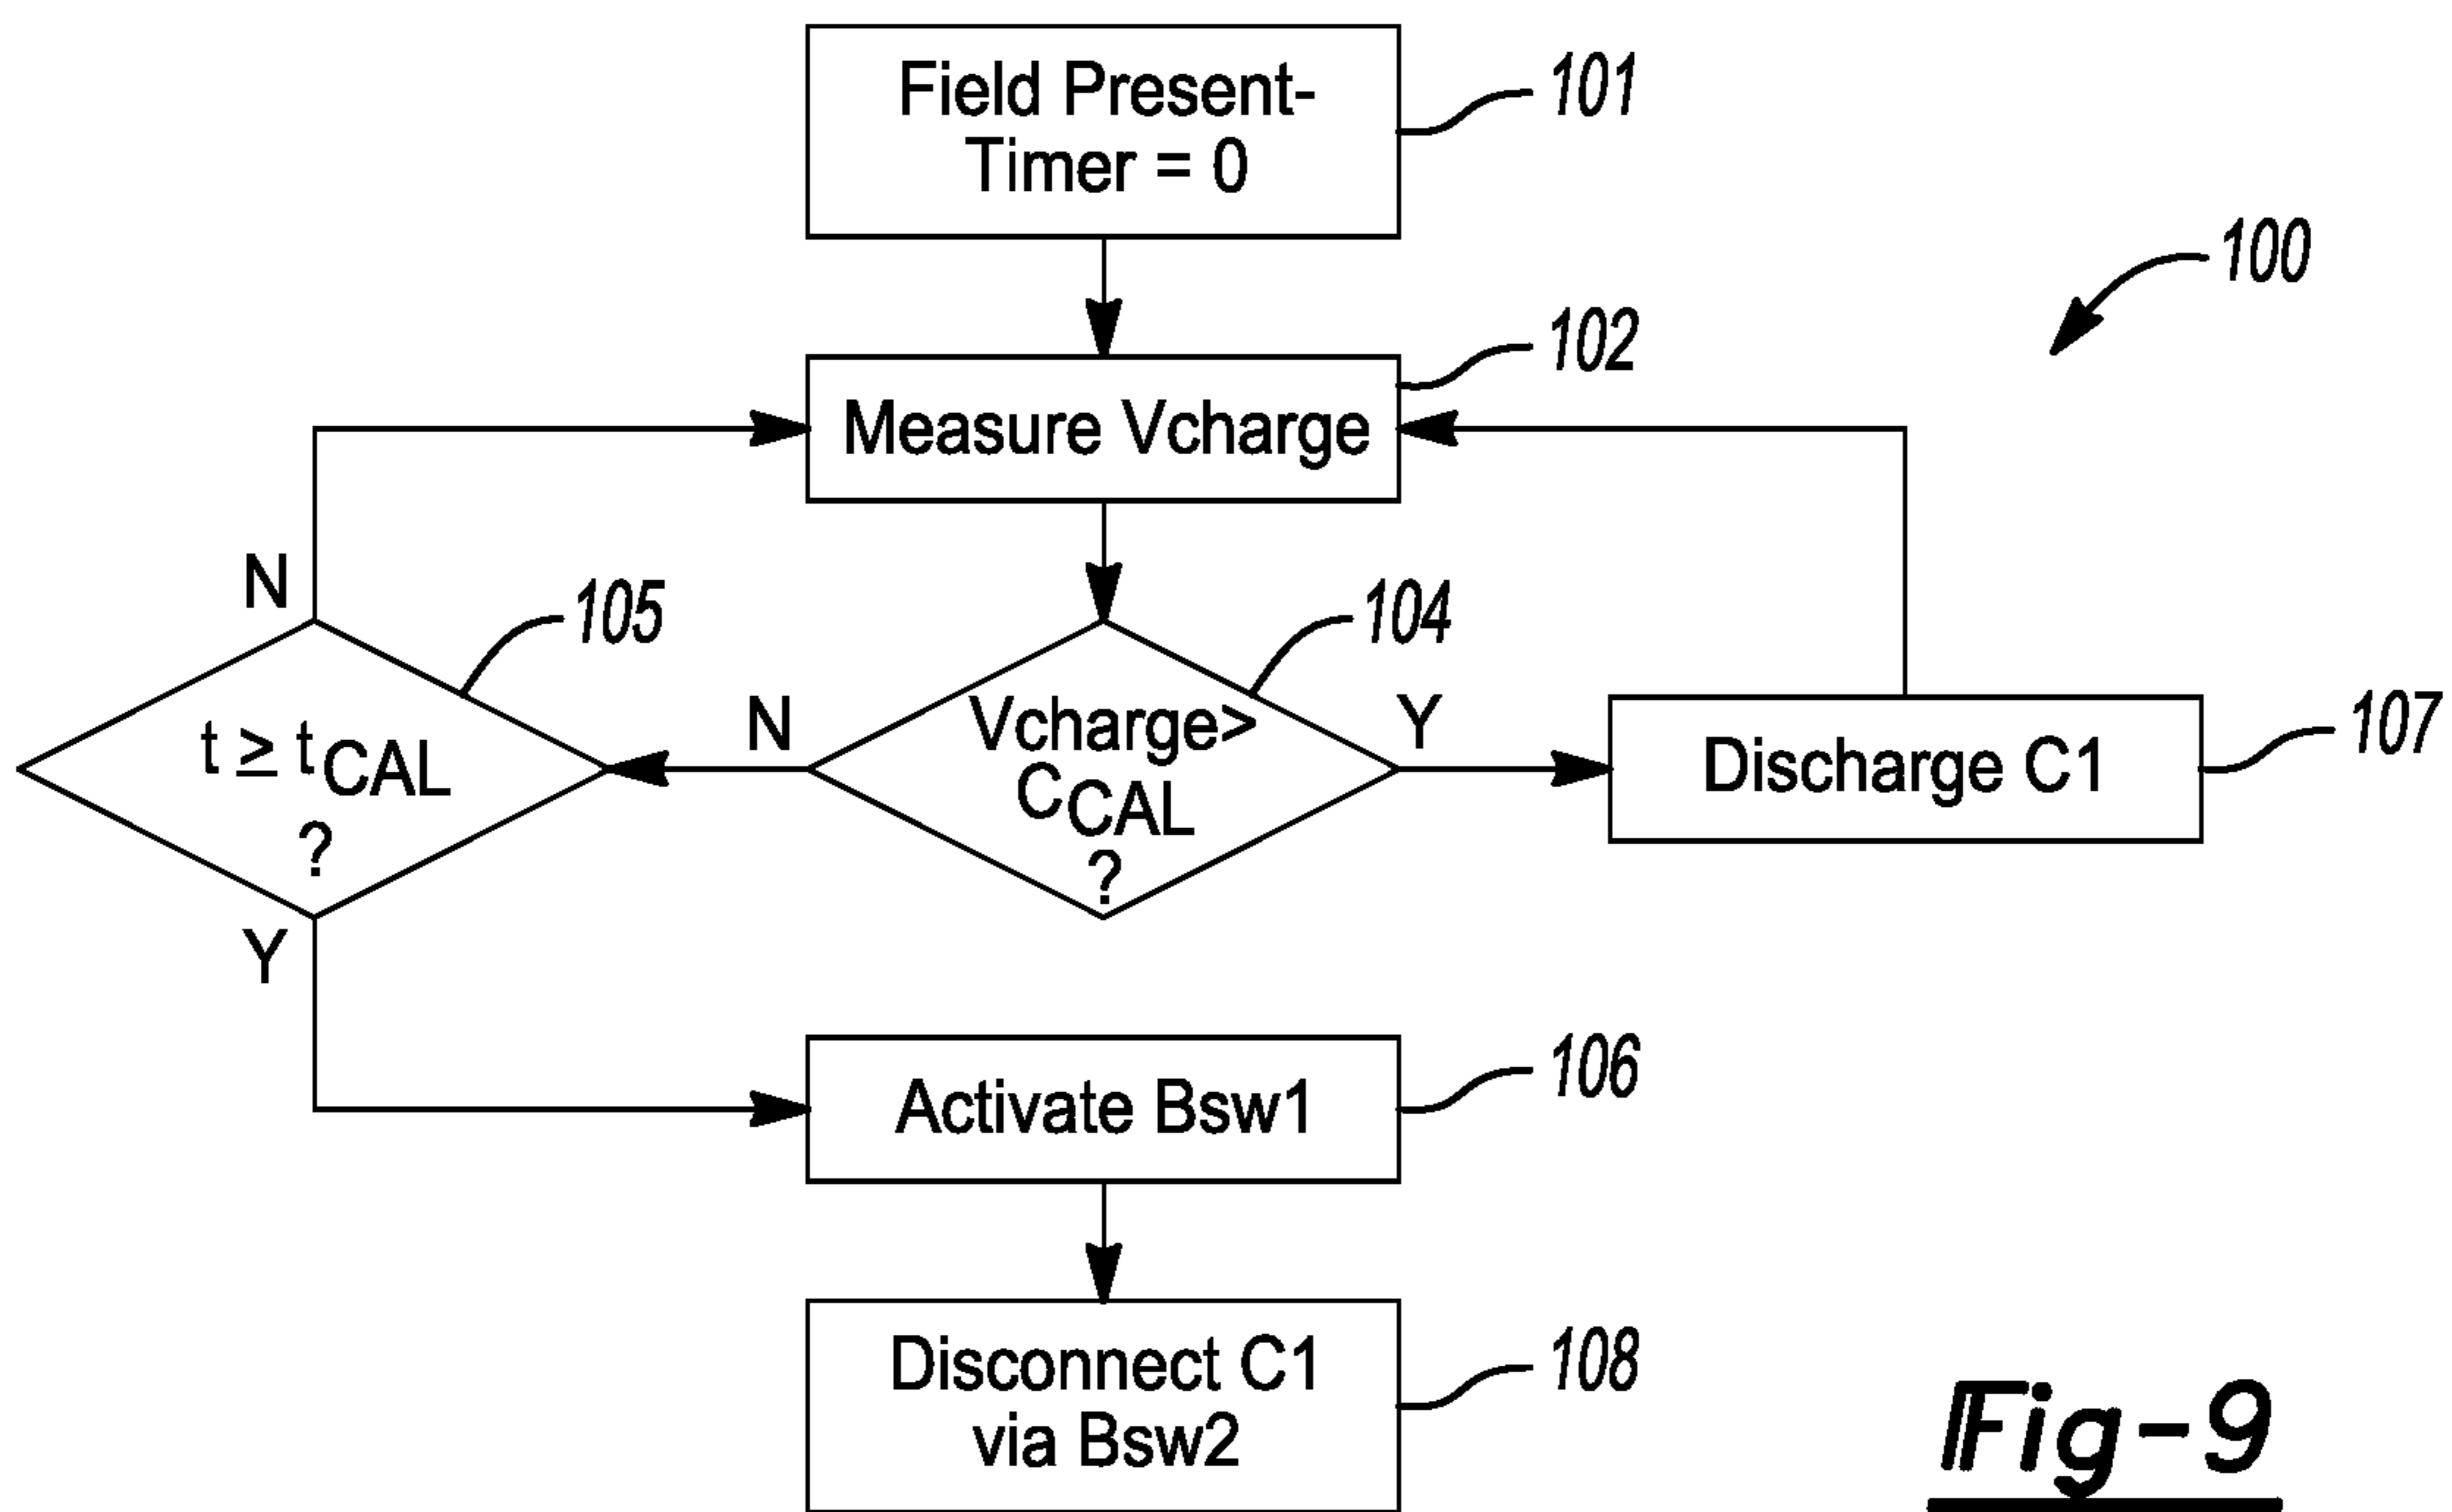 Field Present-
Timer = 0
101
100
102
Measure Vcharge
N
105
104
t ≥ tCAL
?
N
Vcharge>
CCAL
?
Y
Discharge C1
107
Y
Activate Bsw1
106
Disconnect C1
via Bsw2
108
Fig-9